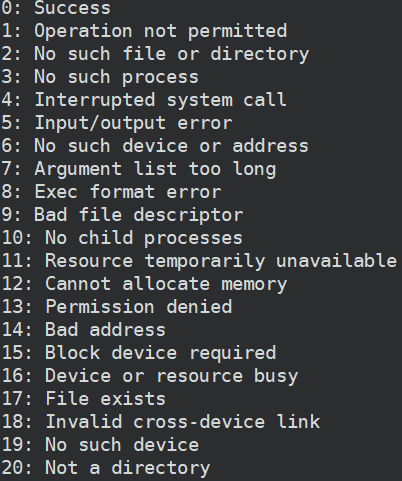 0: Success
1: Operation not permitted
2: No such file or directory
3: No such process
4: Interrupted system call
5: Input/output error
6: No such device or address
7: Argument list too long
8: Exec format error
9: Bad file descriptor
10: No child processes
11: Resource temporarily unavailable
12: Cannot allocate memory
13: Permission denied
14: Bad address
15: Block device required
16: Device or resource busy
17: File exists
18: Invalid cross-device link
19: No such device
20: Not a directory